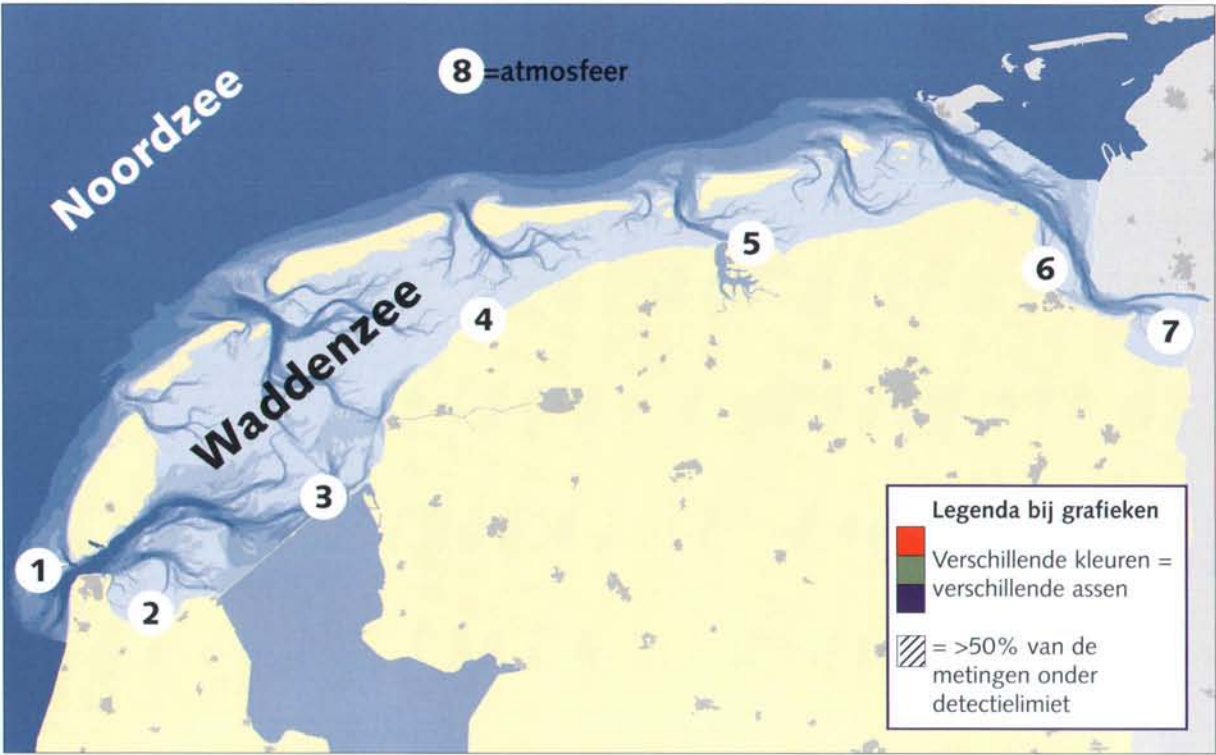 8 =atmosfeer
Noordzee
5
6
4
7
Waddenzee
3
1
2
Legenda bij grafieken
Verschillende kleuren =
verschillende assen
= >50% van de
metingen onder
detectielimiet